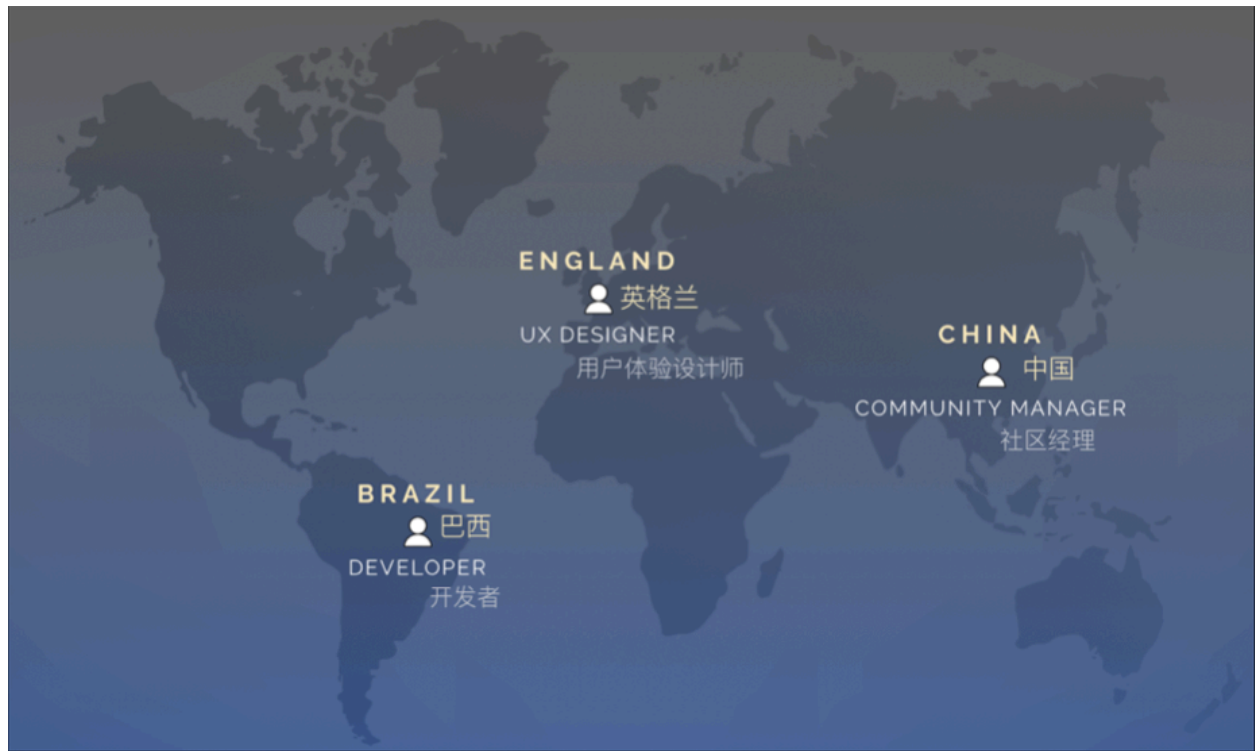 ENGLAND
英格兰
UX DESIGNER
用户体验设计师
CHINA
中国
COMMUNITY MANAGER
社区经理
BRAZIL
巴西
DEVELOPER
开发者